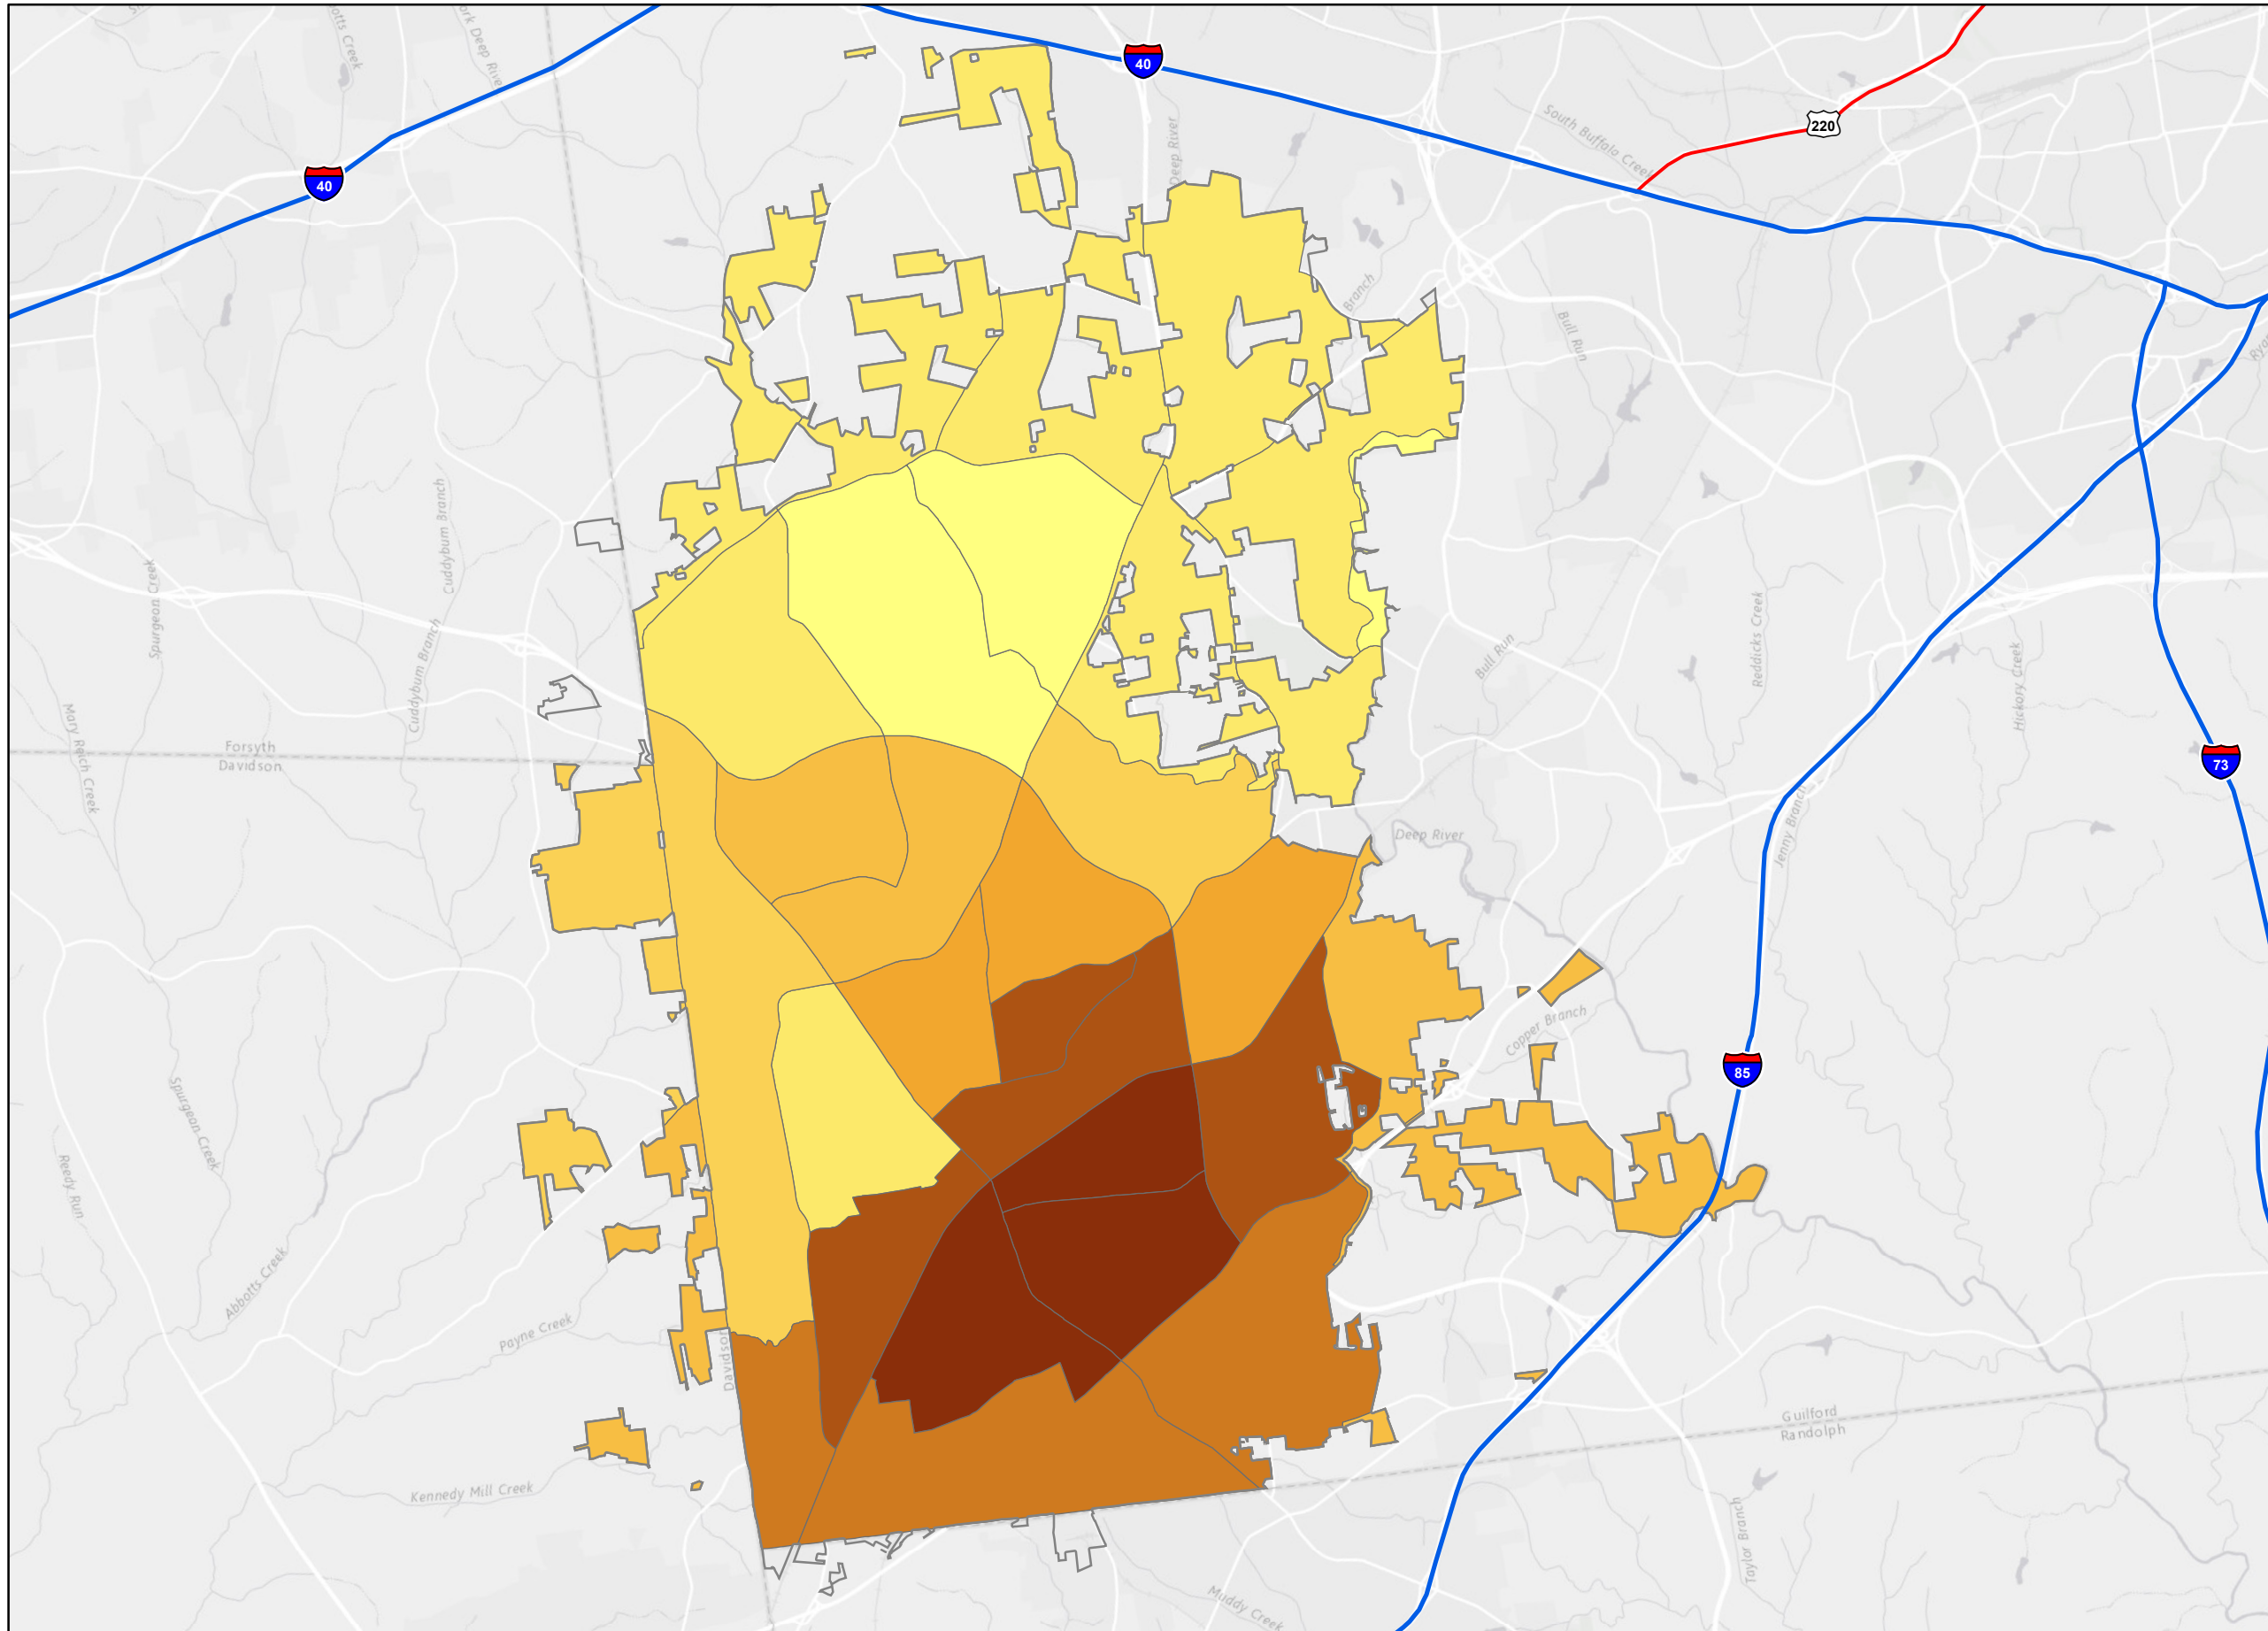 Deep River
40
40
South Buffalo Creek
220
Branch
Bull Run
Cuddybum Branch
Spurgeon Creek
Cuddybum Branch
Mary Reich Creek
Bull Run
Reddicks Creek
Hickory Creek
Forsyth
Davidson
73
Deep River
Jenny Branch
Copper Branch
85
Spurgeon Creek
Reedy Run
Abbotts Creek
Payne Creek
Davidson
Guilford
Randolph
Kennedy Mill Creek
Taylor Branch
Muddy Creek